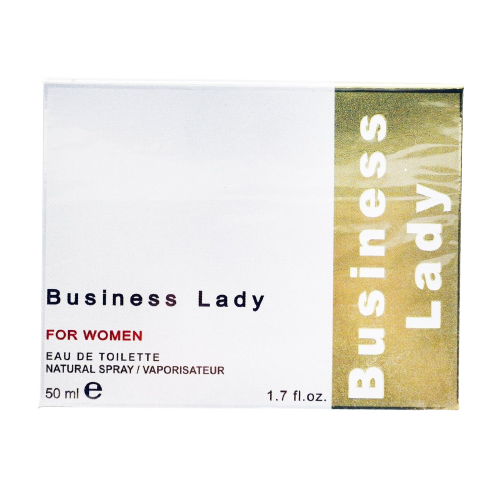 Business Lady
FOR WOMEN
EAU DE TOILETTE
NATURAL SPRAY / VAPORISATEUR
50 ml e
1.7 fl.oz.
Business
Lady